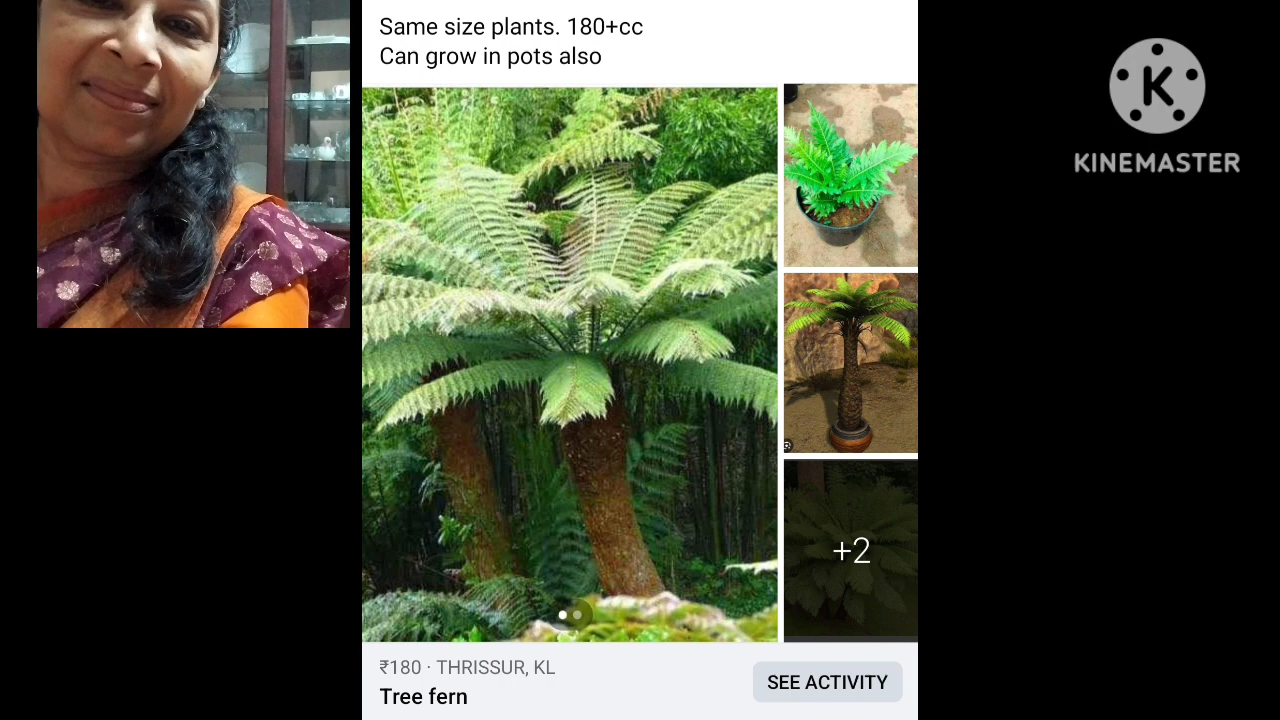 Same size plants. 180+cc
Can grow in pots also
K
KINEMASTER
+2
₹180 · THRISSUR, KL
Tree fern
SEE ACTIVITY